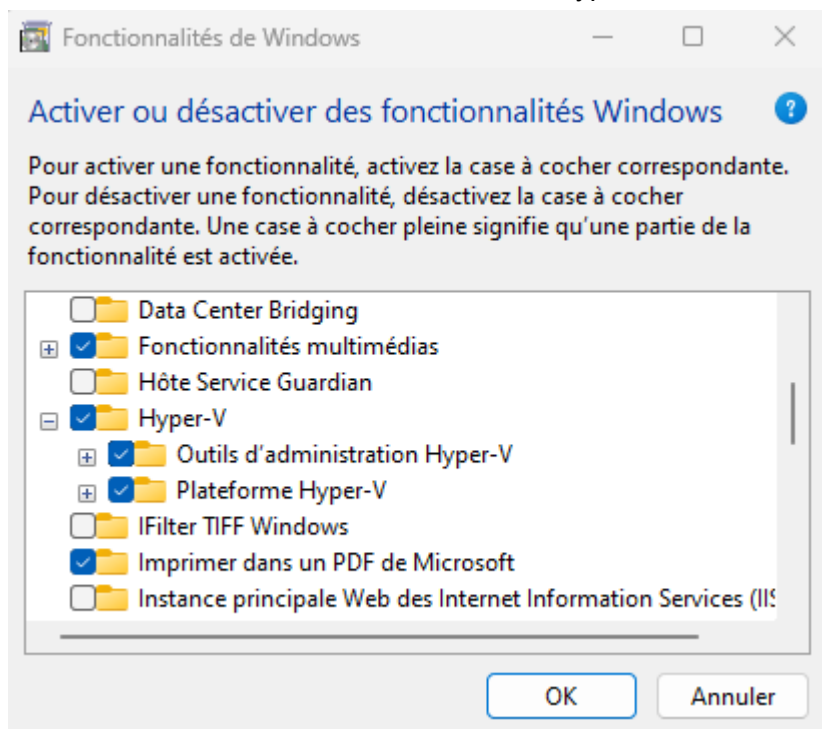 Fonctionnalités de Windows
Activer ou désactiver des fonctionnalités Windows
Pour activer une fonctionnalité, activez la case à cocher correspondante.
Pour désactiver une fonctionnalité, désactivez la case à cocher
correspondante. Une case à cocher pleine signifie qu'une partie de la
fonctionnalité est activée.
Data Center Bridging
Fonctionnalités multimédias
Hôte Service Guardian
Hyper-V
Outils d'administration Hyper-V
Plateforme Hyper-V
IFilter TIFF Windows
Imprimer dans un PDF de Microsoft
Instance principale Web des Internet Information Services (IIS
OK
Annuler